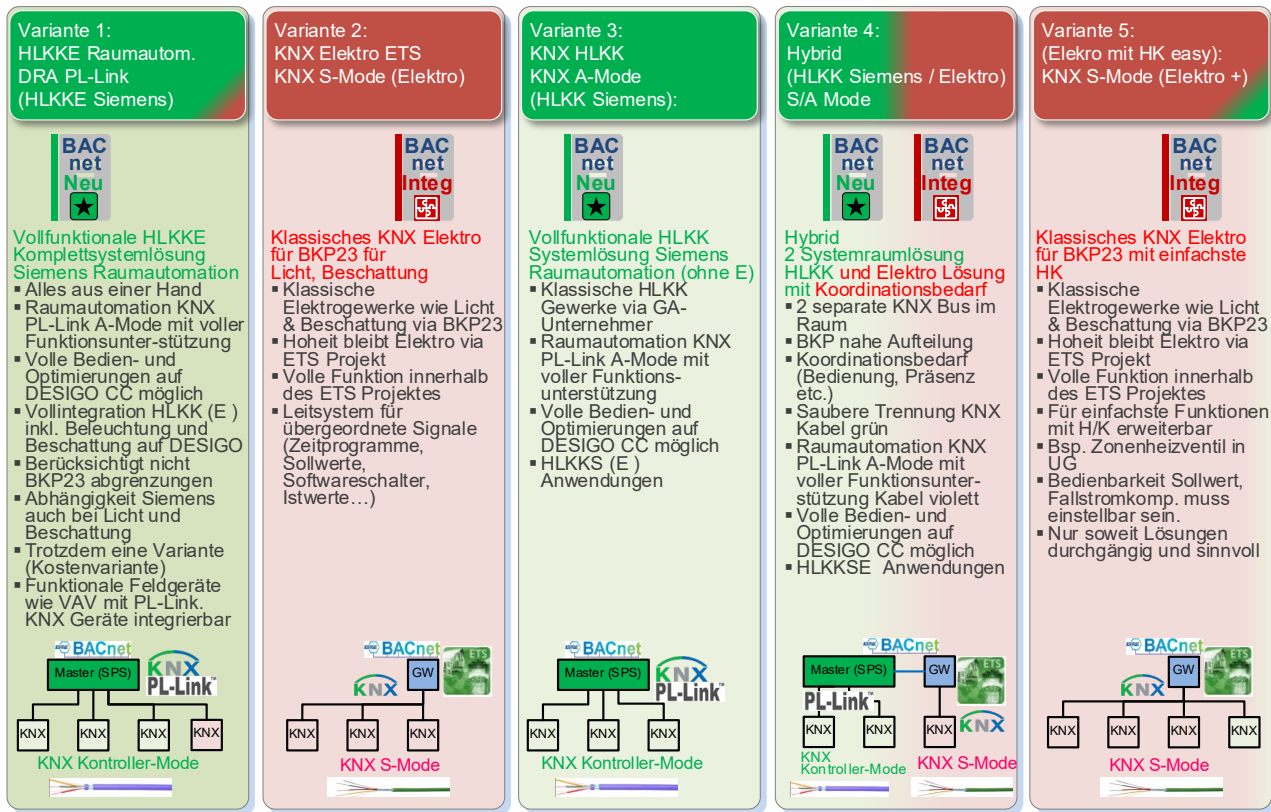 Variante 1:
HLKKE Raumautom.
DRA PL-Link
(HLKKE Siemens)
BAC
net
Neu
Vollfunktionale HLKKE
Komplettsystemlösung
Siemens Raumautomation
▪ Alles aus einer Hand
▪ Raumautomation KNX
PL-Link A-Mode mit voller
Funktionsunter-stützung
▪ Volle Bedien- und
Optimierungen auf
DESIGO CC möglich
▪ Vollintegration HLKK (E )
inkl. Beleuchtung und
Beschattung auf DESIGO
▪ Berücksichtigt nicht
BKP23 abgrenzungen
▪ Abhängigkeit Siemens
auch bei Licht und
Beschattung
▪ Trotzdem eine Variante
(Kostenvariante)
▪ Funktionale Feldgeräte
wie VAV mit PL-Link.
KNX Geräte integrierbar
BACnet
Master (SPS)
KNX
PL-Link™
KNX
KNX
KNX
KNX
KNX Kontroller-Mode
Variante 2:
KNX Elektro ETS
KNX S-Mode (Elektro)
BAC
net
Integ
Klassisches KNX Elektro
für BKP23 für
Licht, Beschattung
▪ Klassische
Elektrogewerke wie Licht
& Beschattung via BKP23
▪ Hoheit bleibt Elektro via
ETS Projekt
▪ Volle Funktion innerhalb
des ETS Projektes
▪ Leitsystem für
übergeordnete Signale
(Zeitprogramme,
Sollwerte,
Softwareschalter,
Istwerte…)
BACnet
GW
ETS
KNX
KNX
KNX
KNX
KNX S-Mode
Variante 3:
KNX HLKK
KNX A-Mode
(HLKK Siemens):
BAC
net
Neu
Vollfunktionale HLKK
Systemlösung Siemens
Raumautomation (ohne E)
▪ Klassische HLKK
Gewerke via GA-
Unternehmer
▪ Raumautomation KNX
PL-Link A-Mode mit
voller Funktions-
unterstützung
▪ Volle Bedien- und
Optimierungen auf
DESIGO CC möglich
▪ HLKKS (E )
Anwendungen
BACnet
Master (SPS)
KNX
PL-Link™
KNX
KNX
KNX
KNX Kontroller-Mode
Variante 4:
Hybrid
(HLKK Siemens / Elektro)
S/A Mode
BAC
net
Neu
BAC
net
Integ
Hybrid
2 Systemraumlösung
HLKK und Elektro Lösung
mit Koordinationsbedarf
▪ 2 separate KNX Bus im
Raum
▪ BKP nahe Aufteilung
▪ Koordinationsbedarf
(Bedienung, Präsenz
etc.)
▪ Saubere Trennung KNX
Kabel grün
▪ Raumautomation KNX
PL-Link A-Mode mit
voller Funktionsunter-
stützung Kabel violett
▪ Volle Bedien- und
Optimierungen auf
DESIGO CC möglich
▪ HLKKSE Anwendungen
BACnet
Master (SPS)
GW
ETS
PL-Link™
KNX
KNX
KNX
KNX
KNX
Kontroller-Mode
KNX S-Mode
Variante 5:
(Elekro mit HK easy):
KNX S-Mode (Elektro +)
BAC
net
Integ
Klassisches KNX Elektro
für BKP23 mit einfachste
HK
▪ Klassische
Elektrogewerke wie Licht
& Beschattung via BKP23
▪ Hoheit bleibt Elektro via
ETS Projekt
▪ Volle Funktion innerhalb
des ETS Projektes
▪ Für einfachste Funktionen
mit H/K erweiterbar
▪ Bsp. Zonenheizventil in
UG
▪ Bedienbarkeit Sollwert,
Fallstromkomp. muss
einstellbar sein.
▪ Nur soweit Lösungen
durchgängig und sinnvoll
BACnet
GW
ETS
KNX
KNX
KNX
KNX
KNX
KNX S-Mode